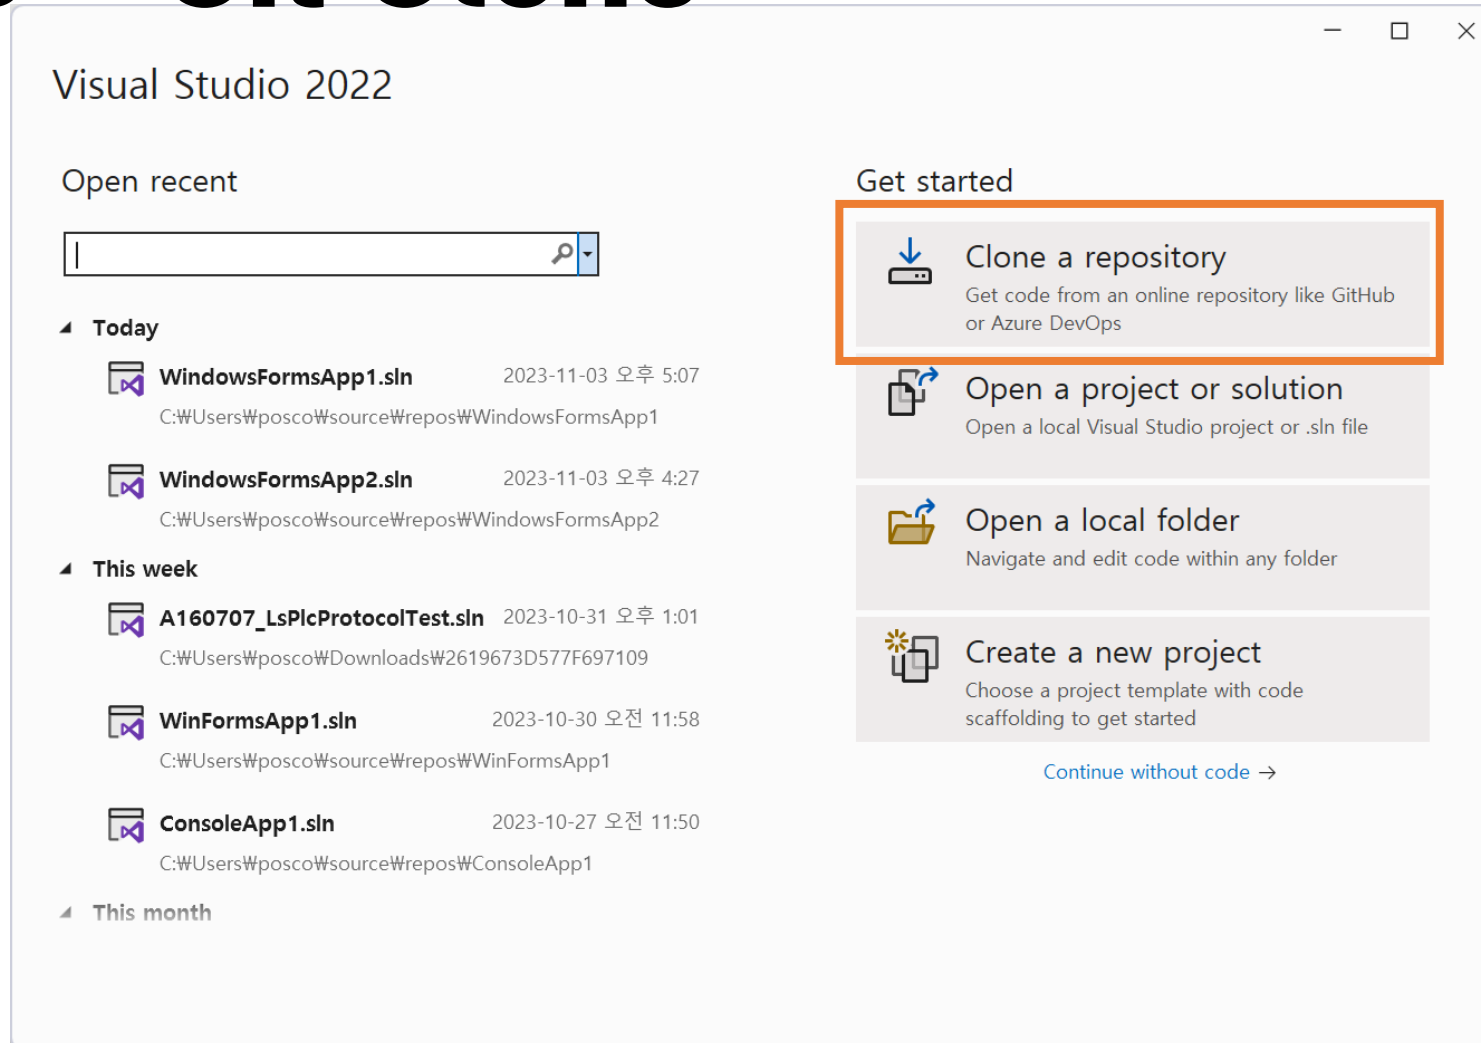 Visual Studio 2022
Open recent
Today
WindowsFormsApp1.sln 2023-11-03 오후 5:07
C:₩Users₩posco₩source₩repos₩WindowsFormsApp1
WindowsFormsApp2.sln 2023-11-03 오후 4:27
C:₩Users₩posco₩source₩repos₩WindowsFormsApp2
This week
A160707_LsPlcProtocolTest.sln 2023-10-31 오후 1:01
C:₩Users₩posco₩Downloads₩2619673D577F697109
WinFormsApp1.sln 2023-10-30 오전 11:58
C:₩Users₩posco₩source₩repos₩WinFormsApp1
ConsoleApp1.sln 2023-10-27 오전 11:50
C:₩Users₩posco₩source₩repos₩ConsoleApp1
This month
Get started
Clone a repository
Get code from an online repository like GitHub
or Azure DevOps
Open a project or solution
Open a local Visual Studio project or .sln file
Open a local folder
Navigate and edit code within any folder
Create a new project
Choose a project template with code
scaffolding to get started
Continue without code →